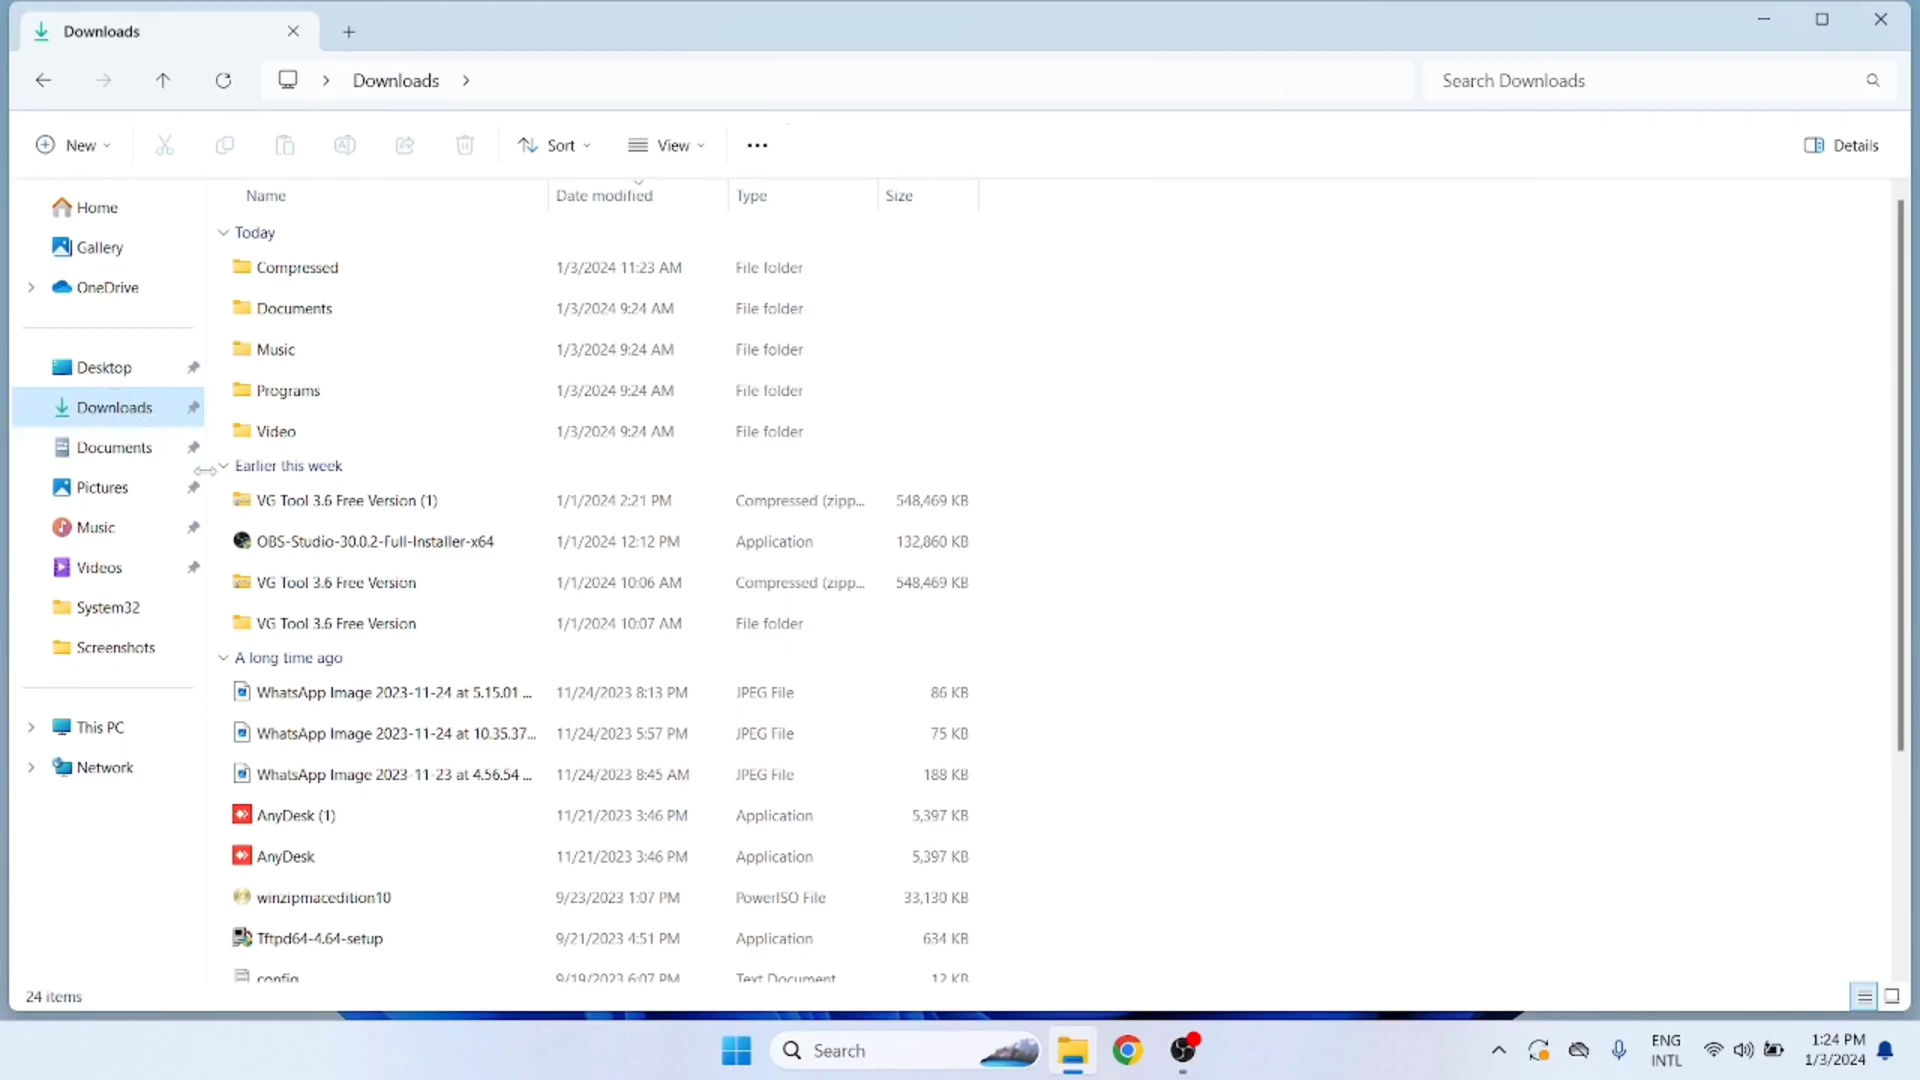 Downloads
Downloads
Search Downloads
New
Sort
View
Details
Name Date modified Type Size
Home
Gallery
OneDrive
Desktop
Downloads
Documents
Pictures
Music
Videos
System32
Screenshots
This PC
Network
Today
Compressed 1/3/2024 11:23 AM File folder
Documents 1/3/2024 9:24 AM File folder
Music 1/3/2024 9:24 AM File folder
Programs 1/3/2024 9:24 AM File folder
Video 1/3/2024 9:24 AM File folder
Earlier this week
VG Tool 3.6 Free Version (1) 1/1/2024 2:21 PM Compressed (zipp... 548,469 KB
OBS-Studio-30.0.2-Full-Installer-x64 1/1/2024 12:12 PM Application 132,860 KB
VG Tool 3.6 Free Version 1/1/2024 10:06 AM Compressed (zipp... 548,469 KB
VG Tool 3.6 Free Version 1/1/2024 10:07 AM File folder
A long time ago
WhatsApp Image 2023-11-24 at 5.15.01 ... 11/24/2023 8:13 PM JPEG File 86 KB
WhatsApp Image 2023-11-24 at 10.35.37... 11/24/2023 5:57 PM JPEG File 75 KB
WhatsApp Image 2023-11-23 at 4.56.54 ... 11/24/2023 8:45 AM JPEG File 188 KB
AnyDesk (1) 11/21/2023 3:46 PM Application 5,397 KB
AnyDesk 11/21/2023 3:46 PM Application 5,397 KB
winzipmacedition10 9/23/2023 1:07 PM PowerISO File 33,130 KB
Tftpd64-4.64-setup 9/21/2023 4:51 PM Application 634 KB
config 9/19/2023 6:07 PM Text Document 12 KB
24 items
Search
ENG
INTL
1:24 PM
1/3/2024